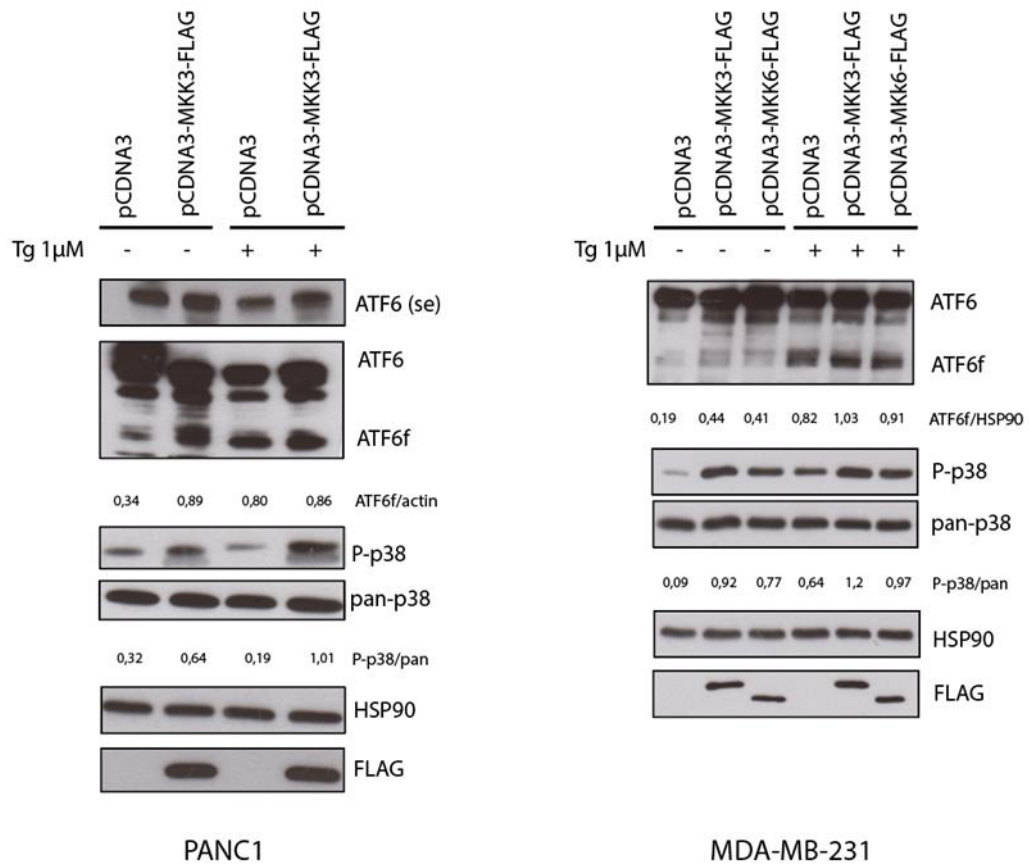 pCDNA3
pCDNA3-MKK3-FLAG
pCDNA3
pCDNA3-MKK3-FLAG
Tg 1µM - - + +
ATF6 (se)
ATF6
ATF6f
0,34 0,89 0,80 0,86 ATF6f/actin
P-p38
pan-p38
0,32 0,64 0,19 1,01 P-p38/pan
HSP90
FLAG
PANC1
pCDNA3
pCDNA3-MKK3-FLAG
pCDNA3-MKK6-FLAG
pCDNA3
pCDNA3-MKK3-FLAG
pCDNA3-MKk6-FLAG
Tg 1µM - - - + + +
ATF6
ATF6f
0,19 0,44 0,41 0,82 1,03 0,91 ATF6f/HSP90
P-p38
pan-p38
0,09 0,92 0,77 0,64 1,2 0,97 P-p38/pan
HSP90
FLAG
MDA-MB-231